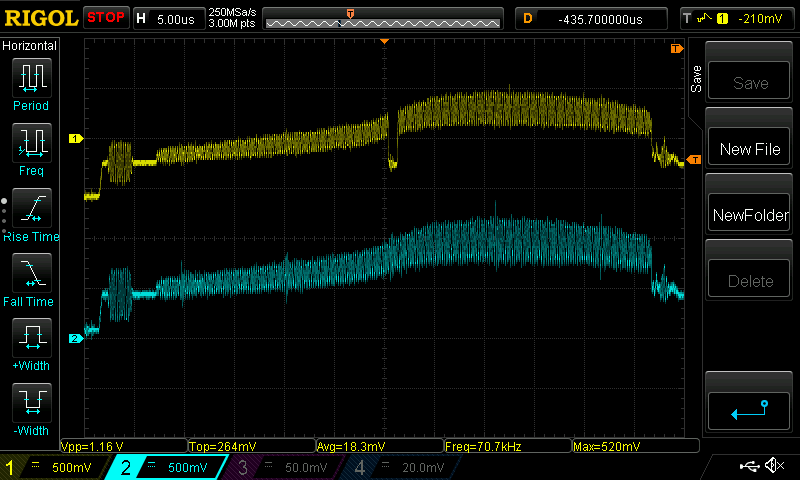 RIGOL STOP H 5.00us 250MSa/s 3.00M pts T D -435.700000us T 1 -210mV
Horizontal
Period
Freq
Rise Time
Fall Time
+Width
-Width
T
1
T
2
Save
Save
New File
NewFolder
Delete
Vpp=1.16 V Top=264mV Avg=18.3mV Freq=70.7kHz Max=520mV
1 500mV 2 500mV 3 50.0mV 4 20.0mV